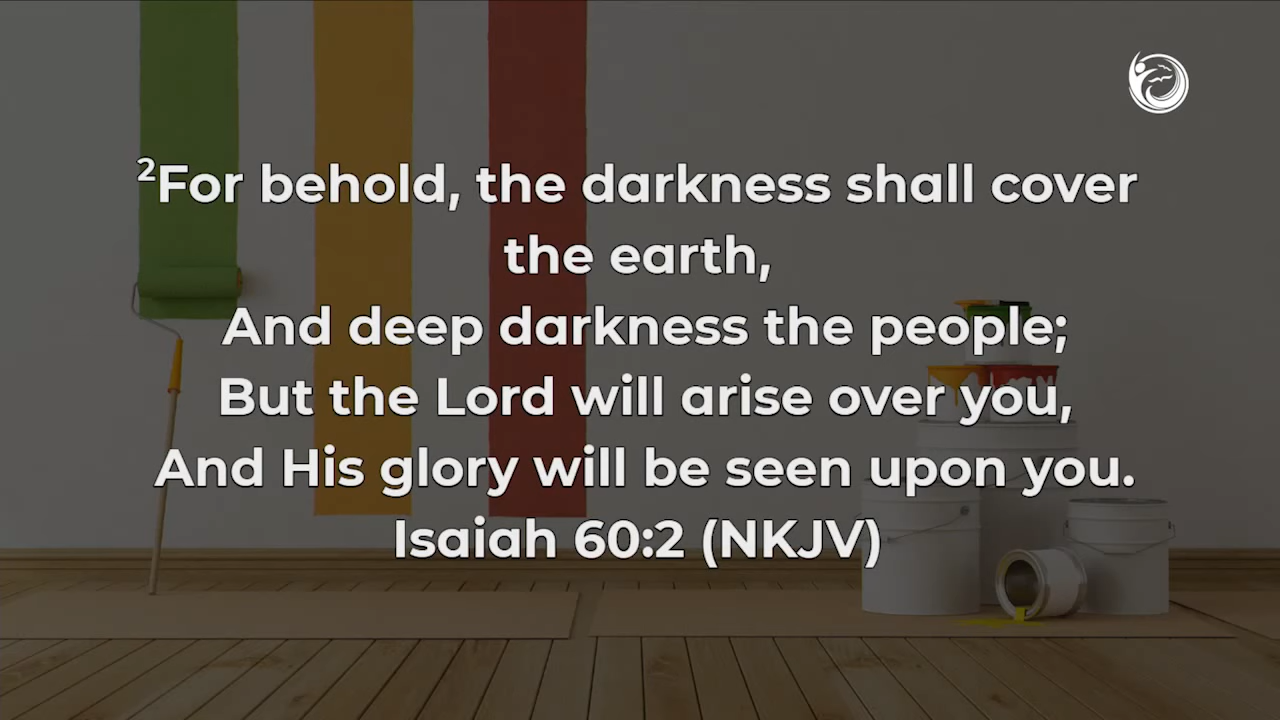 ²For behold, the darkness shall cover
the earth,
And deep darkness the people;
But the Lord will arise over you,
And His glory will be seen upon you.
Isaiah 60:2 (NKJV)